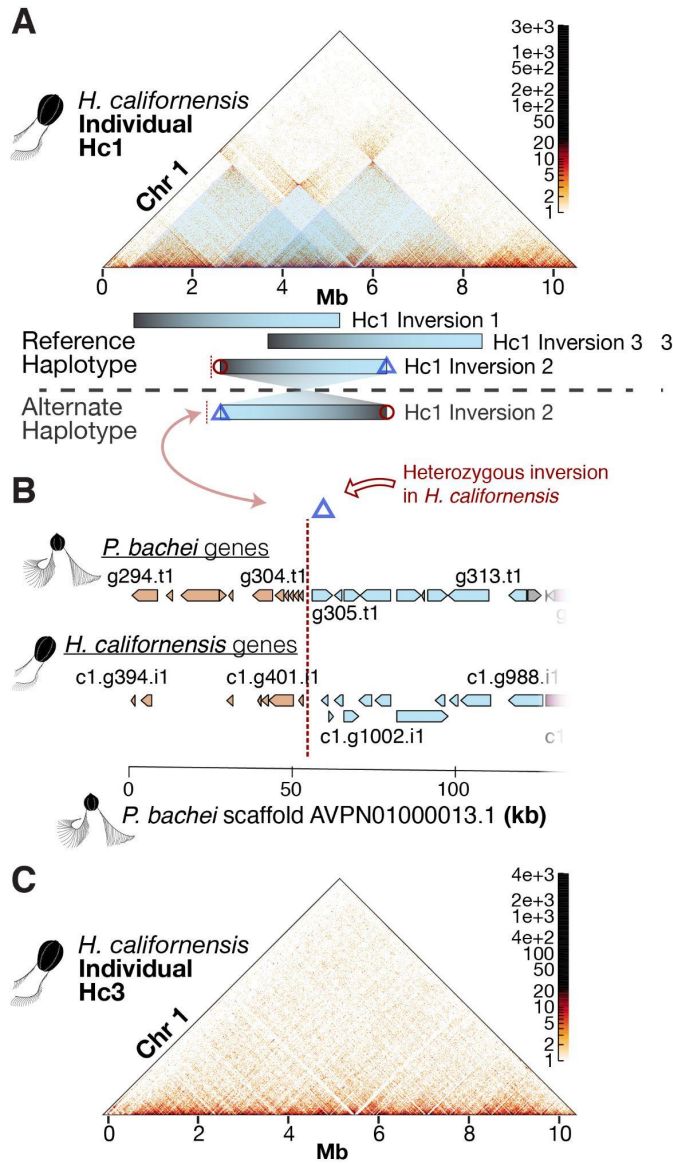 A
H. californensis
Individual
Hc1
Chr 1
3e+3
1e+3
5e+2
2e+2
1e+2
50
20
10
5
2
1
0 2 4 6 8 10
Mb
Hc1 Inversion 1
Reference
Haplotype
Hc1 Inversion 3 3
Hc1 Inversion 2
Alternate
Haplotype
Hc1 Inversion 2
B
Heterozygous inversion
in H. californensis
P. bachei genes
g294.t1 g304.t1 g313.t1
g305.t1 g
H. californensis genes
c1.g394.i1 c1.g401.i1 c1.g988.i1
c1.g1002.i1 c1
0 50 100
P. bachei scaffold AVPN01000013.1 (kb)
C
H. californensis
Individual
Hc3
Chr 1
4e+3
2e+3
1e+3
4e+2
100
50
20
10
5
2
1
0 2 4 6 8 10
Mb